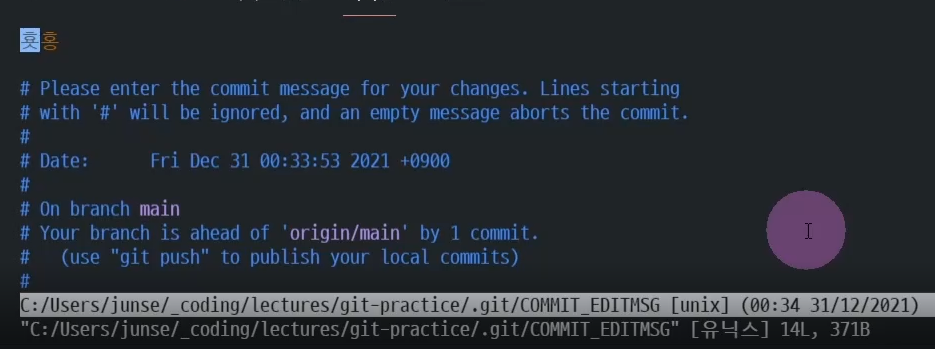 홋홍
# Please enter the commit message for your changes. Lines starting
# with '#' will be ignored, and an empty message aborts the commit.
#
# Date:      Fri Dec 31 00:33:53 2021 +0900
#
# On branch main
# Your branch is ahead of 'origin/main' by 1 commit.
#   (use "git push" to publish your local commits)
#
C:/Users/junse/_coding/lectures/git-practice/.git/COMMIT_EDITMSG [unix] (00:34 31/12/2021)
"C:/Users/junse/_coding/lectures/git-practice/.git/COMMIT_EDITMSG" [유닉스] 14L, 371B